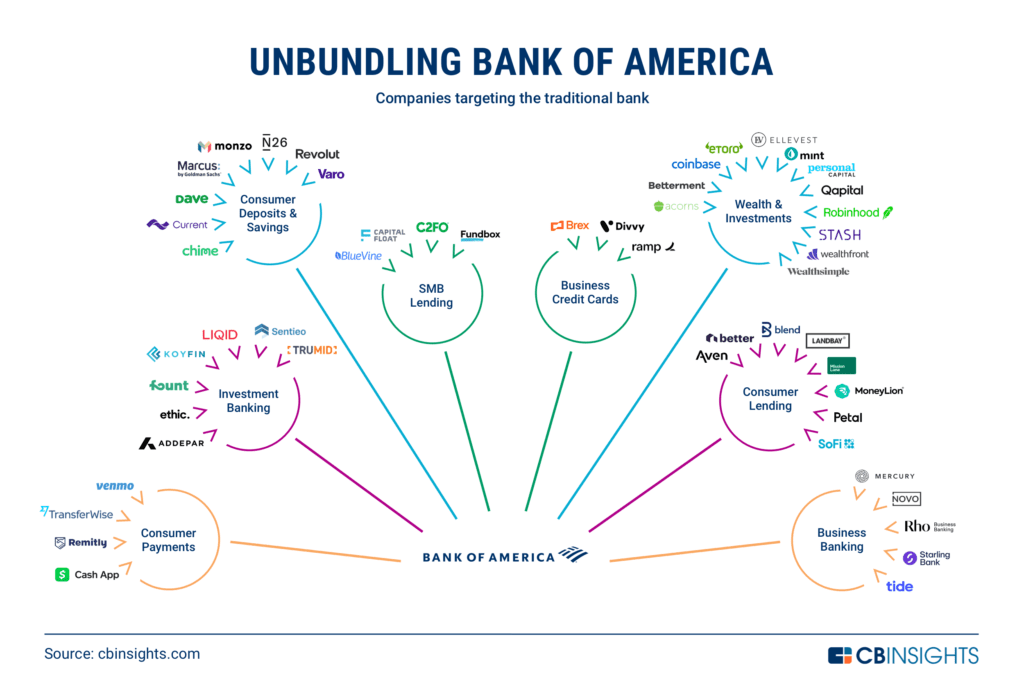 UNBUNDLING BANK OF AMERICA
Companies targeting the traditional bank
monzo
N26
Revolut
Marcus:
by Goldman Sachs
Varo
DAVE
Current
chime
Consumer
Deposits &
Savings
CAPITAL
FLOAT
C2FO
Fundbox
BlueVine
SMB
Lending
Brex
Divvy
ramp
Business
Credit Cards
EV
ELLEVEST
eToro
mint
coinbase
personal
CAPITAL
Betterment
Qapital
acorns
Robinhood
STASH
wealthfront
Wealthsimple
Wealth &
Investments
LIQID
Sentieo
KOYFIN
TRUMID
fount
ethic.
ADDEPAR
Investment
Banking
better
blend
LANDBAY
Aven
Mission
Lane
MoneyLion
Petal
SoFi
Consumer
Lending
venmo
TransferWise
Remitly
$ Cash App
Consumer
Payments
BANK OF AMERICA
MERCURY
NOVO
Rho Business
Banking
Starling
Bank
tide
Business
Banking
Source: cbinsights.com
CBINSIGHTS